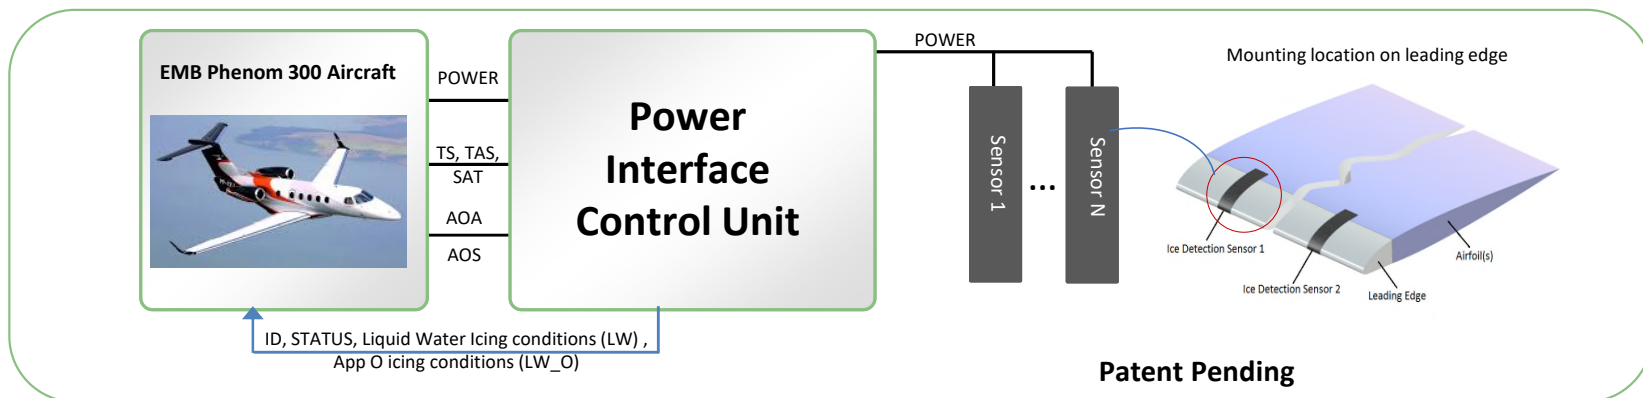 EMB Phenom 300 Aircraft
POWER
TS, TAS,
SAT
AOA
AOS
Power
Interface
Control Unit
POWER
Sensor 1
...
Sensor N
Mounting location on leading edge
Ice Detection Sensor 1
Ice Detection Sensor 2
Airfoil(s)
Leading Edge
ID, STATUS, Liquid Water Icing conditions (LW) ,
App O icing conditions (LW_O)
Patent Pending